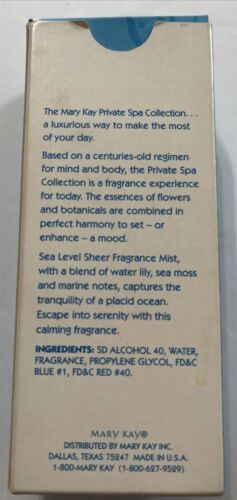 The Mary Kay Private Spa Collection. . .
a luxurious way to make the most
of your day.
Based on a centuries-old regimen
for mind and body, the Private Spa
Collection is a fragrance experience
for today. The essences of flowers
and botanicals are combined in
perfect harmony to set – or
enhance – a mood.
Sea Level Sheer Fragrance Mist,
with a blend of water lily, sea moss
and marine notes, captures the
tranquility of a placid ocean.
Escape into serenity with this
calming fragrance.
INGREDIENTS: SD ALCOHOL 40, WATER,
FRAGRANCE, PROPYLENE GLYCOL, FD&C
BLUE #1, FD&C RED #40.
MARY KAY®
DISTRIBUTED BY MARY KAY INC.
DALLAS, TEXAS 75247 MADE IN U.S.A.
1-800-MARY KAY (1-800-627-9529)